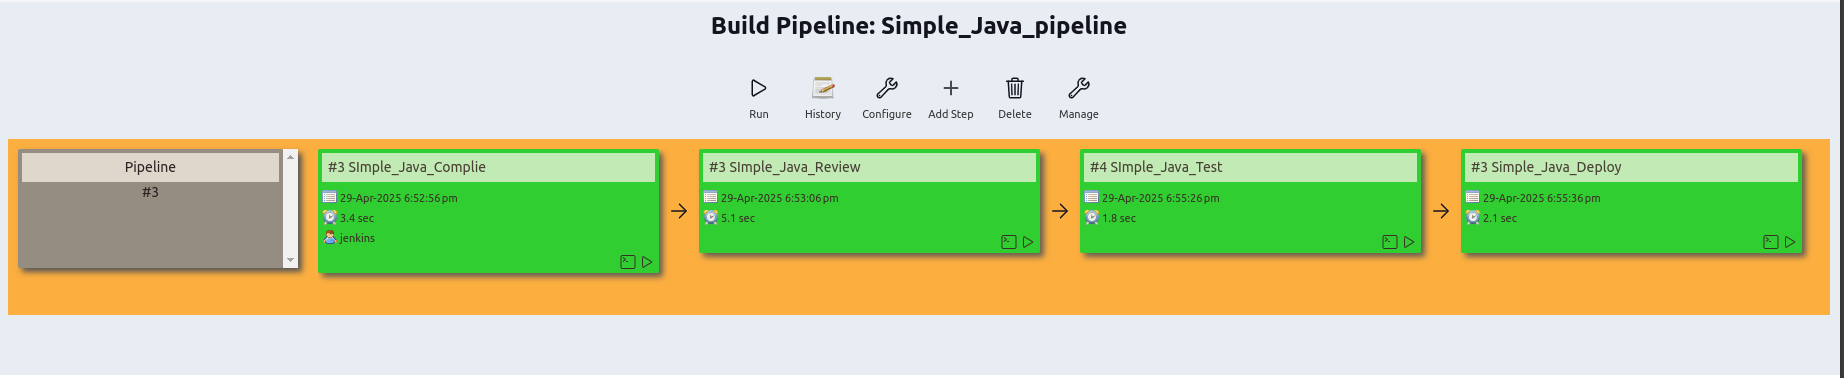 Build Pipeline: Simple_Java_pipeline
Run
History
Configure
Add Step
Delete
Manage
Pipeline
#3
#3 SImple_Java_Complie
29-Apr-2025 6:52:56 pm
3.4 sec
jenkins
#3 SImple_Java_Review
29-Apr-2025 6:53:06 pm
5.1 sec
#4 SImple_Java_Test
29-Apr-2025 6:55:26 pm
1.8 sec
#3 Simple_Java_Deploy
29-Apr-2025 6:55:36 pm
2.1 sec